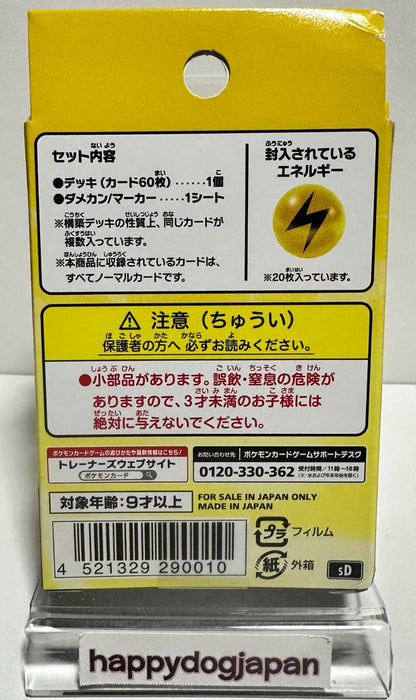 セット内容
●デッキ（カード60枚）……1個
●ダメカン/マーカー……1シート
※構築デッキの性質上、同じカードが
複数入っています。
※本商品に収録されているカードは、
すべてノーマルカードです。
封入されている
エネルギー
※20枚入っています。
注意（ちゅうい）
保護者の方へ 必ずお読みください。
●小部品があります。誤飲・窒息の危険が
ありますので、3才未満のお子様には
絶対に与えないでください。
ポケモンカードゲームの遊びかたや最新情報はこちら!
トレーナーズウェブサイト
ポケモンカード
お問い合わせ先 ポケモンカードゲームサポートデスク
0120-330-362 受付時間/11時〜18時
対象年齢:9才以上
FOR SALE IN JAPAN ONLY
MADE IN JAPAN
プラ フィルム
紙 外箱
4 521329 290010
sD
happydogjapan